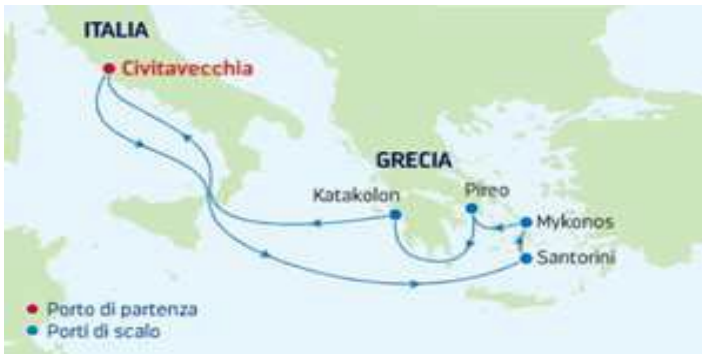 ITALIA
Civitavecchia
GRECIA
Katakolon
Pireo
Mykonos
Santorini
Porto di partenza
Porti di scalo